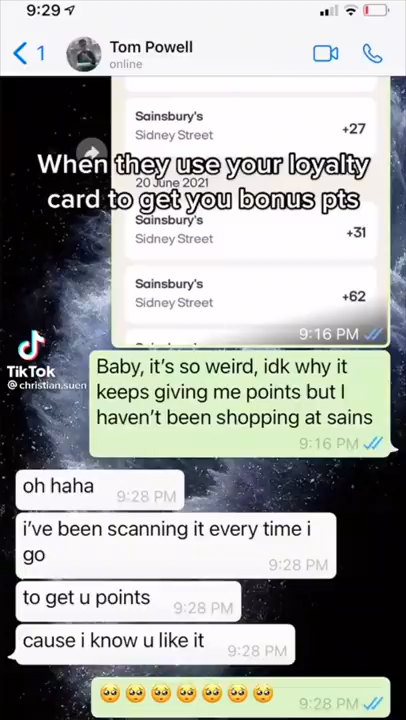 9:29
1
Tom Powell
online
Sainsbury's
Sidney Street
+27
When they use your loyalty
card to get you bonus pts
20 June 2021
Sainsbury's
Sidney Street
+31
Sainsbury's
Sidney Street
+62
9:16 PM
TikTok
@christian.suen
Baby, it's so weird, idk why it
keeps giving me points but I
haven't been shopping at sains
9:16 PM
oh haha
9:28 PM
i've been scanning it every time i
go
9:28 PM
to get u points
9:28 PM
cause i know u like it
9:28 PM
🥺🥺🥺🥺🥺🥺🥺
9:28 PM